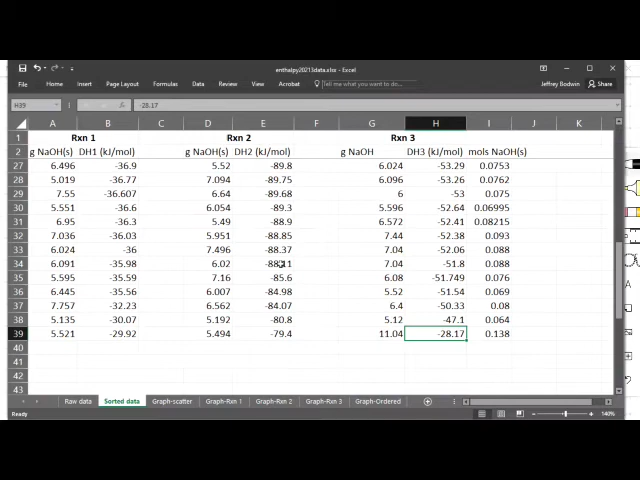 enthalpy20213data.xlsx - Excel
File Home Insert Page Layout Formulas Data Review View Tell me what you want to do Jeffrey Bodwin Share
H39 fx -28.17
A B C D E F G H I J K
1 Rxn 1 Rxn 2 Rxn 3
2 g NaOH(s) DH1 (kJ/mol) g NaOH(s) DH2 (kJ/mol) g NaOH DH3 (kJ/mol) mols NaOH(s)
27 6.496 -36.9 5.52 -89.8 6.024 -53.29 0.0753
28 5.019 -36.77 7.094 -89.75 6.096 -53.26 0.0762
29 7.55 -36.607 6.64 -89.68 6 -53 0.075
30 5.551 -36.6 6.054 -89.3 5.596 -52.64 0.06995
31 6.95 -36.3 5.49 -88.9 6.572 -52.41 0.08215
32 7.036 -36.03 5.951 -88.85 7.44 -52.38 0.093
33 6.024 -36 7.496 -88.37 7.04 -52.06 0.088
34 6.091 -35.98 6.02 7.04 -51.8 0.088
35 5.595 -35.59 7.16 -85.6 6.08 -51.749 0.076
36 6.445 -35.56 6.007 -84.98 5.52 -51.54 0.069
37 7.757 -32.23 6.562 -84.07 6.4 -50.33 0.08
38 5.135 -30.07 5.192 -80.8 5.12 -47.1 0.064
39 5.521 -29.92 5.494 -79.4 11.04 -28.17 0.138
40
41
42
43
Raw data Sorted data Graph-scatter Graph-Rxn 1 Graph-Rxn 2 Graph-Rxn 3 Graph-Ordered
Ready 140%